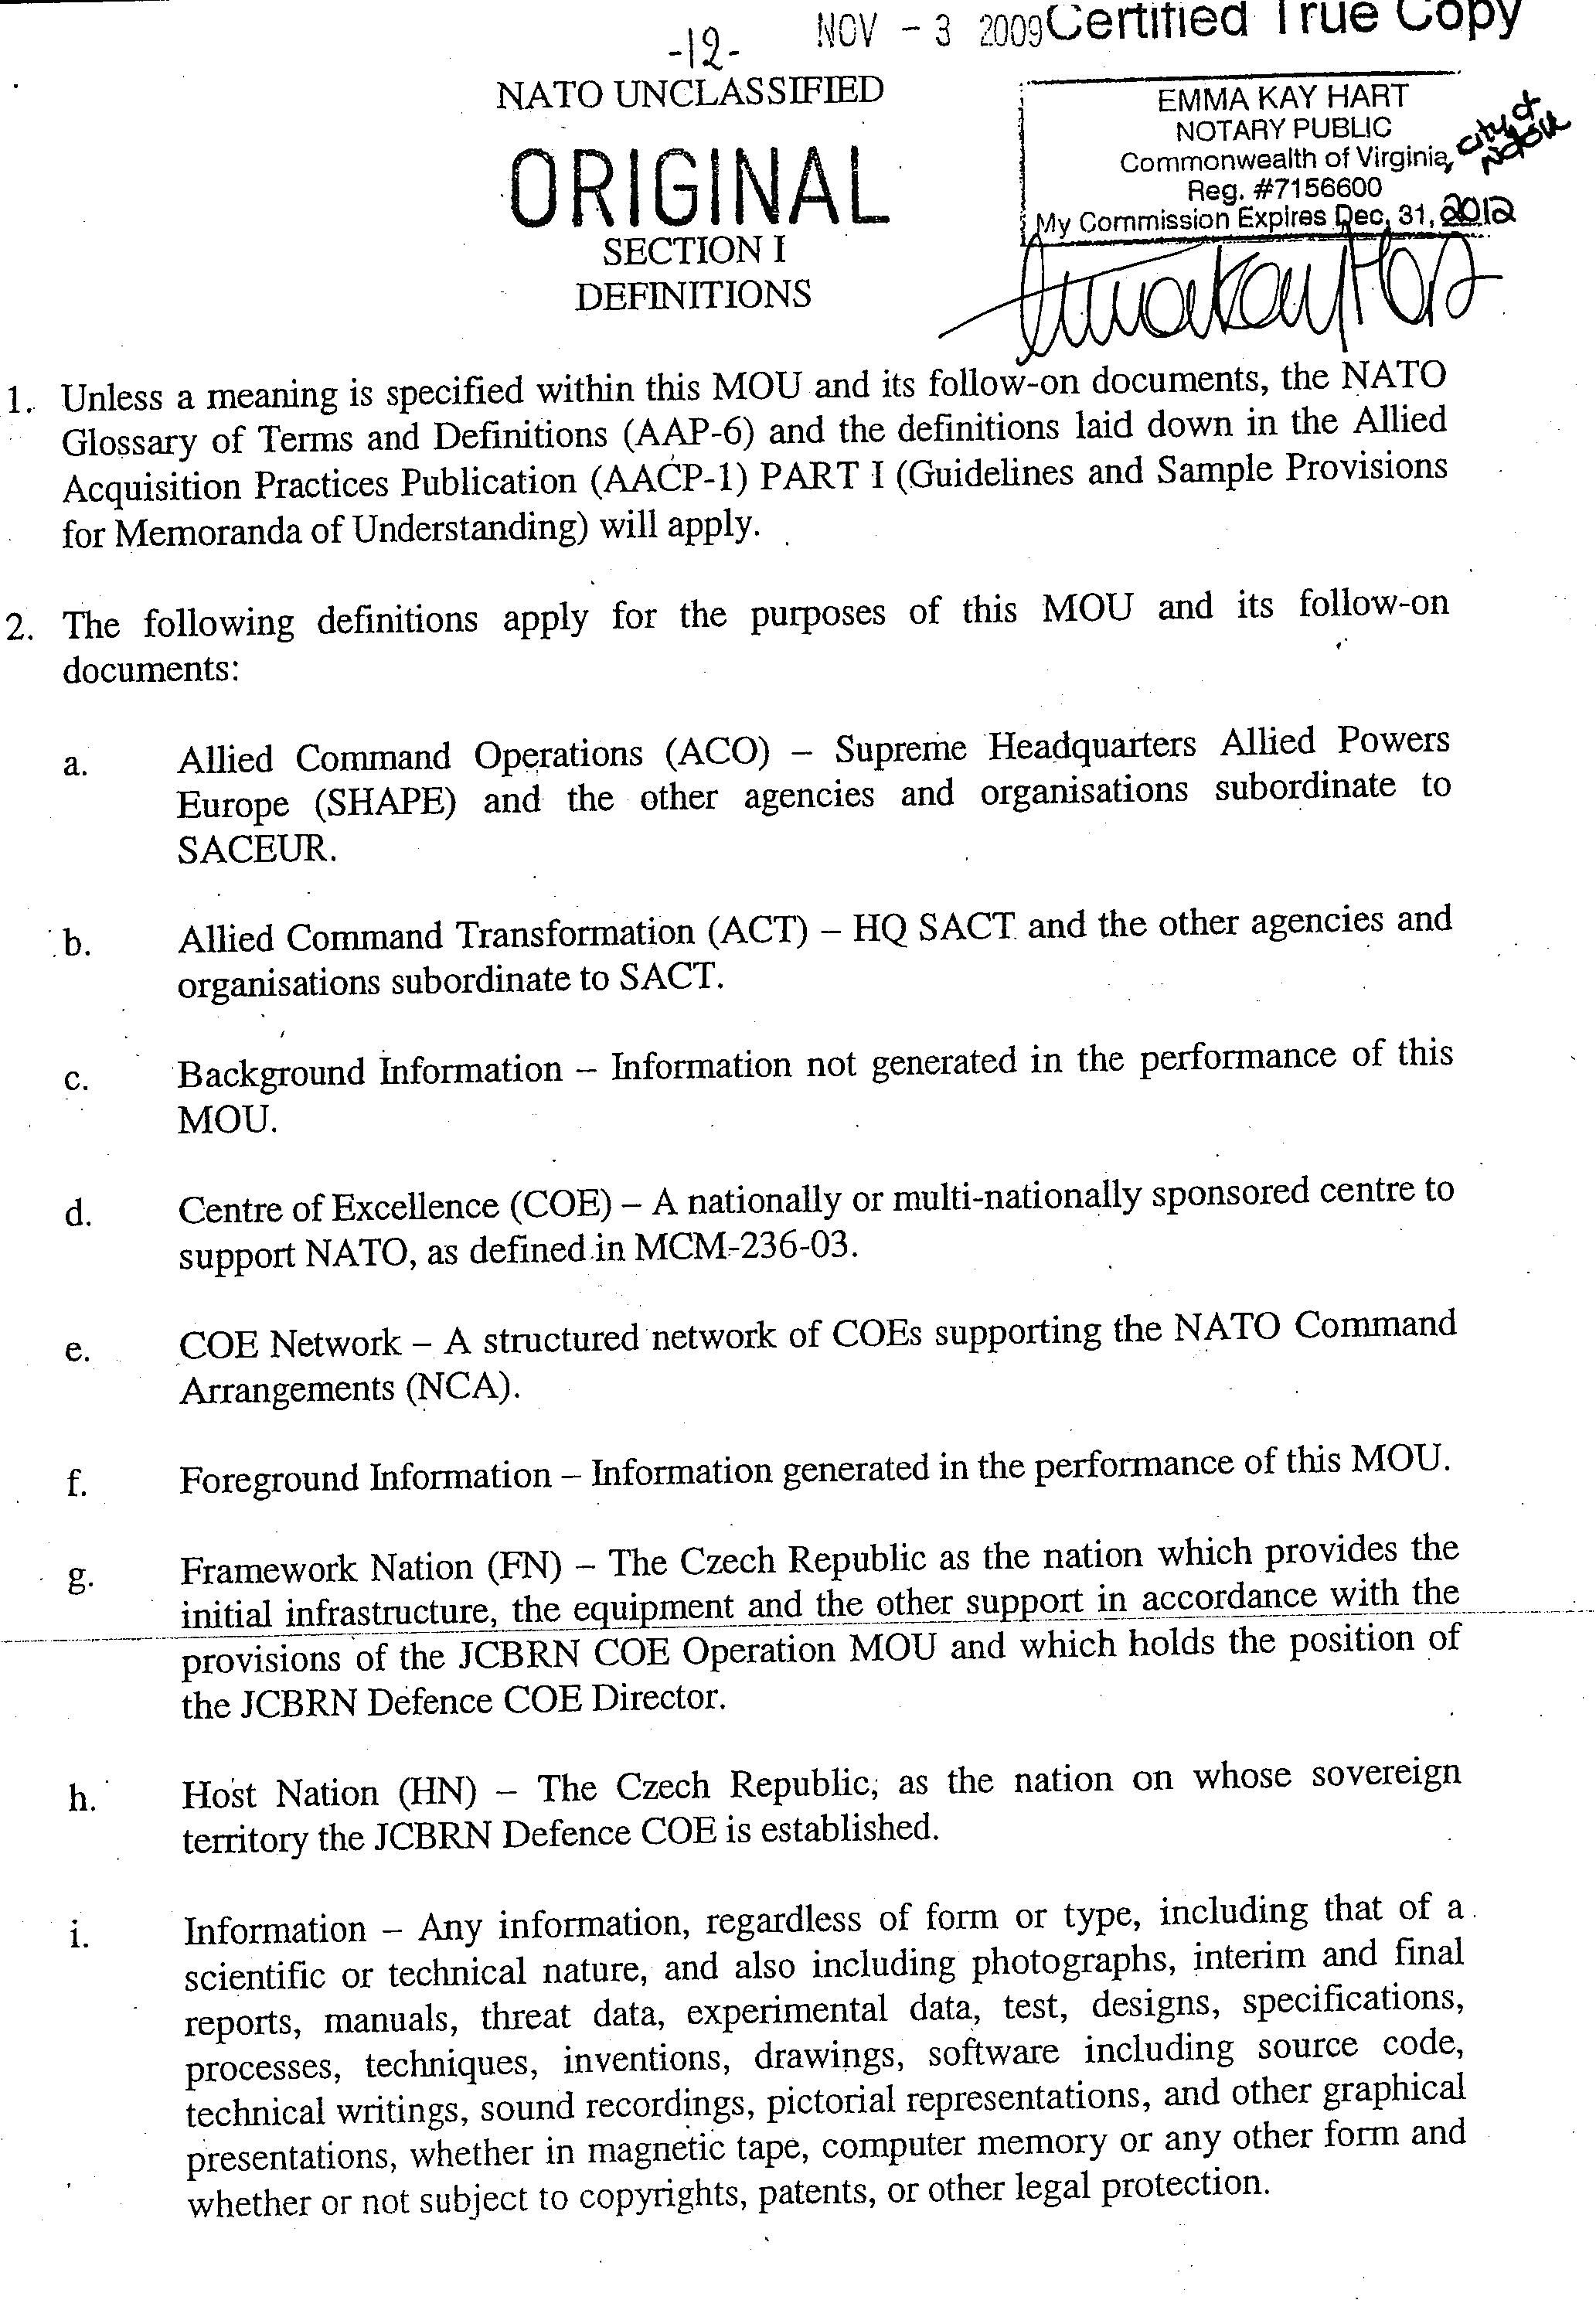 -12-
NOV - 3 2009
Certified True Copy
NATO UNCLASSIFIED
EMMA KAY HART
NOTARY PUBLIC
Commonwealth of Virginia, City of
Reg. #7156600
My Commission Expires Dec. 31, 2012
ORIGINAL
SECTION I
DEFINITIONS
1. Unless a meaning is specified within this MOU and its follow-on documents, the NATO
Glossary of Terms and Definitions (AAP-6) and the definitions laid down in the Allied
Acquisition Practices Publication (AACP-1) PART I (Guidelines and Sample Provisions
for Memoranda of Understanding) will apply.
2. The following definitions apply for the purposes of this MOU and its follow-on
documents:
a. Allied Command Operations (ACO) – Supreme Headquarters Allied Powers
Europe (SHAPE) and the other agencies and organisations subordinate to
SACEUR.
b. Allied Command Transformation (ACT) – HQ SACT and the other agencies and
organisations subordinate to SACT.
c. Background Information – Information not generated in the performance of this
MOU.
d. Centre of Excellence (COE) – A nationally or multi-nationally sponsored centre to
support NATO, as defined in MCM-236-03.
e. COE Network – A structured network of COEs supporting the NATO Command
Arrangements (NCA).
f. Foreground Information – Information generated in the performance of this MOU.
g. Framework Nation (FN) – The Czech Republic as the nation which provides the
initial infrastructure, the equipment and the other support in accordance with the
provisions of the JCBRN COE Operation MOU and which holds the position of
the JCBRN Defence COE Director.
h. Host Nation (HN) – The Czech Republic, as the nation on whose sovereign
territory the JCBRN Defence COE is established.
i. Information – Any information, regardless of form or type, including that of a
scientific or technical nature, and also including photographs, interim and final
reports, manuals, threat data, experimental data, test, designs, specifications,
processes, techniques, inventions, drawings, software including source code,
technical writings, sound recordings, pictorial representations, and other graphical
presentations, whether in magnetic tape, computer memory or any other form and
whether or not subject to copyrights, patents, or other legal protection.